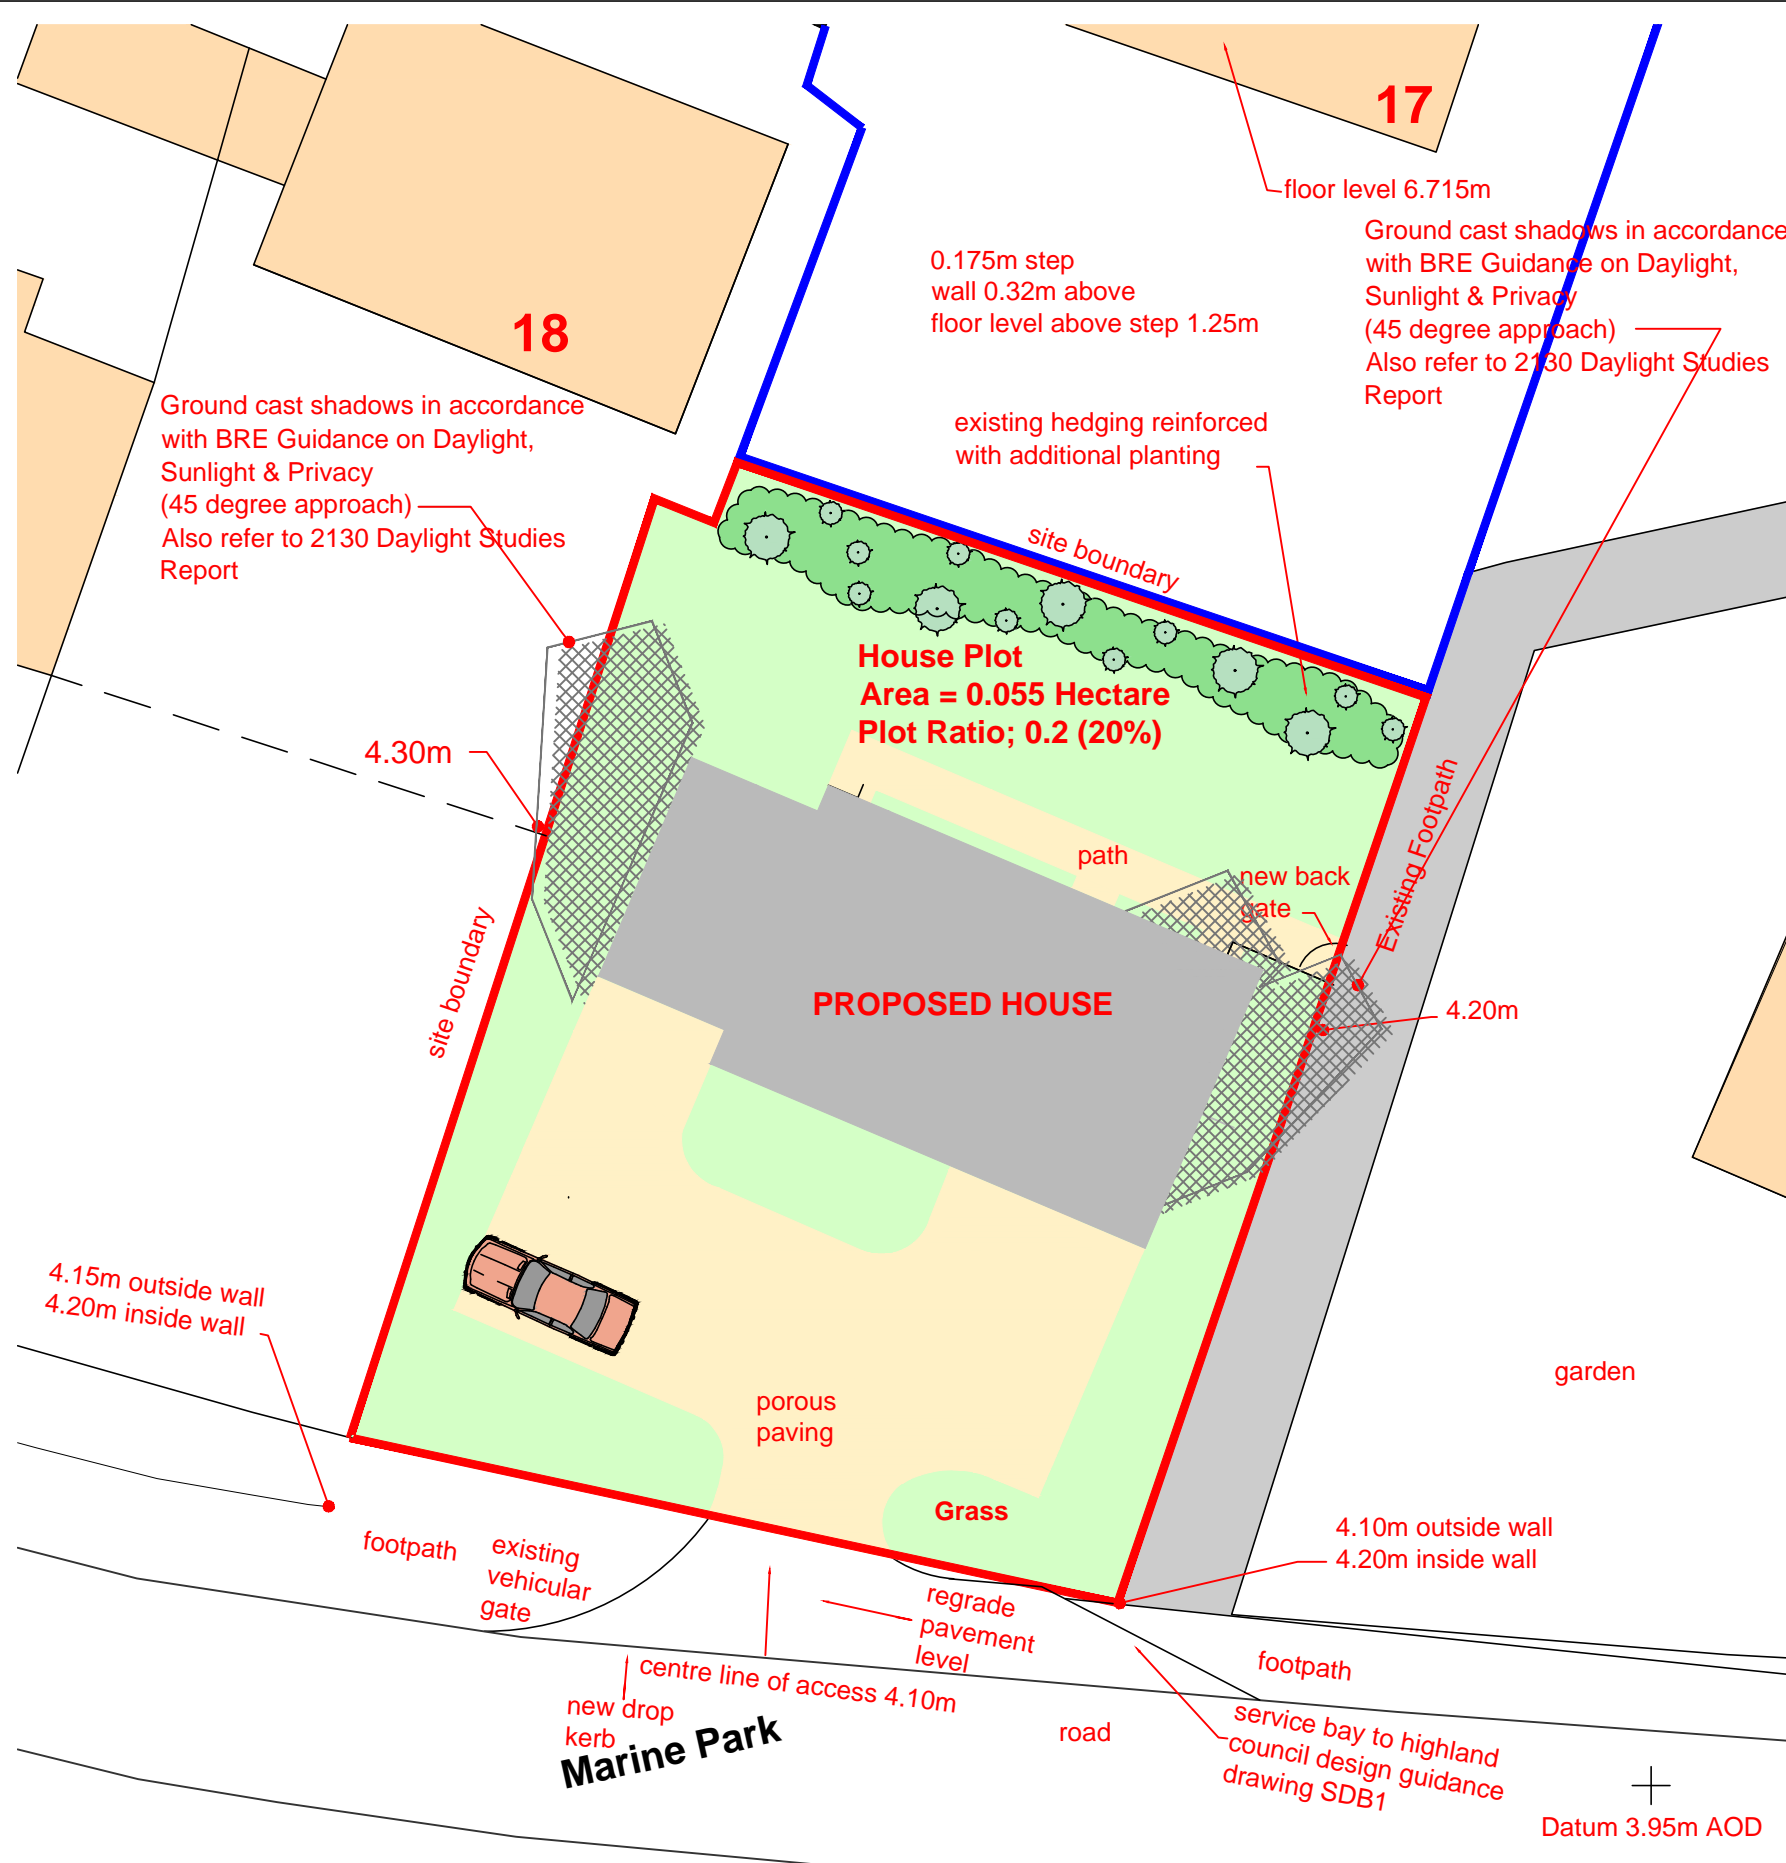 17
floor level 6.715m
Ground cast shadows in accordance
with BRE Guidance on Daylight,
Sunlight & Privacy
(45 degree approach)
Also refer to 2130 Daylight Studies
Report
0.175m step
wall 0.32m above
floor level above step 1.25m
18
Ground cast shadows in accordance
with BRE Guidance on Daylight,
Sunlight & Privacy
(45 degree approach)
Also refer to 2130 Daylight Studies
Report
existing hedging reinforced
with additional planting
site boundary
House Plot
Area = 0.055 Hectare
Plot Ratio; 0.2 (20%)
4.30m
path
new back
gate
Existing Footpath
site boundary
PROPOSED HOUSE
4.20m
4.15m outside wall
4.20m inside wall
garden
porous
paving
Grass
4.10m outside wall
4.20m inside wall
footpath
existing
vehicular
gate
regrade
pavement
level
footpath
centre line of access 4.10m
new drop
kerb
Marine Park
road
service bay to highland
council design guidance
drawing SDB1
Datum 3.95m AOD